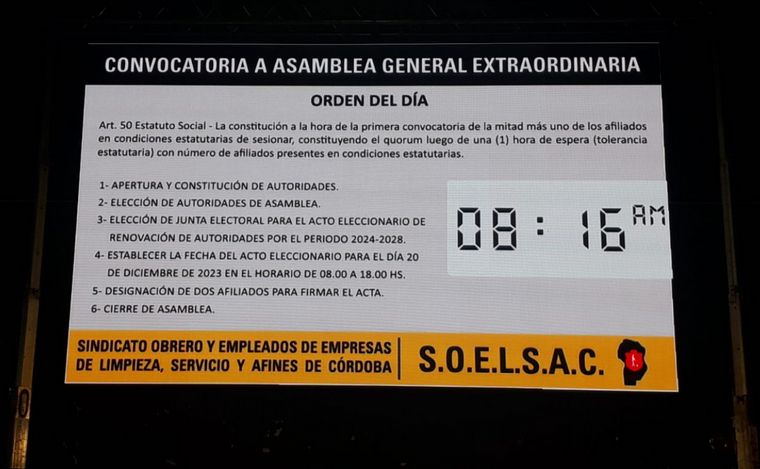 CONVOCATORIA A ASAMBLEA GENERAL EXTRAORDINARIA
ORDEN DEL DÍA
Art. 50 Estatuto Social - La constitución a la hora de la primera convocatoria de la mitad más uno de los afiliados
en condiciones estatutarias de sesionar, constituyendo el quorum luego de una (1) hora de espera (tolerancia
estatutaria) con número de afiliados presentes en condiciones estatutarias.
1- APERTURA Y CONSTITUCIÓN DE AUTORIDADES.
2- ELECCIÓN DE AUTORIDADES DE ASAMBLEA.
3- ELECCIÓN DE JUNTA ELECTORAL PARA EL ACTO ELECCIONARIO DE
RENOVACIÓN DE AUTORIDADES POR EL PERIODO 2024-2028.
4- ESTABLECER LA FECHA DEL ACTO ELECCIONARIO PARA EL DÍA 20
DE DICIEMBRE DE 2023 EN EL HORARIO DE 08.00 A 18.00 HS.
5- DESIGNACIÓN DE DOS AFILIADOS PARA FIRMAR EL ACTA.
6- CIERRE DE ASAMBLEA.
08:16 AM
SINDICATO OBRERO Y EMPLEADOS DE EMPRESAS
DE LIMPIEZA, SERVICIO Y AFINES DE CÓRDOBA
S.O.E.L.S.A.C.